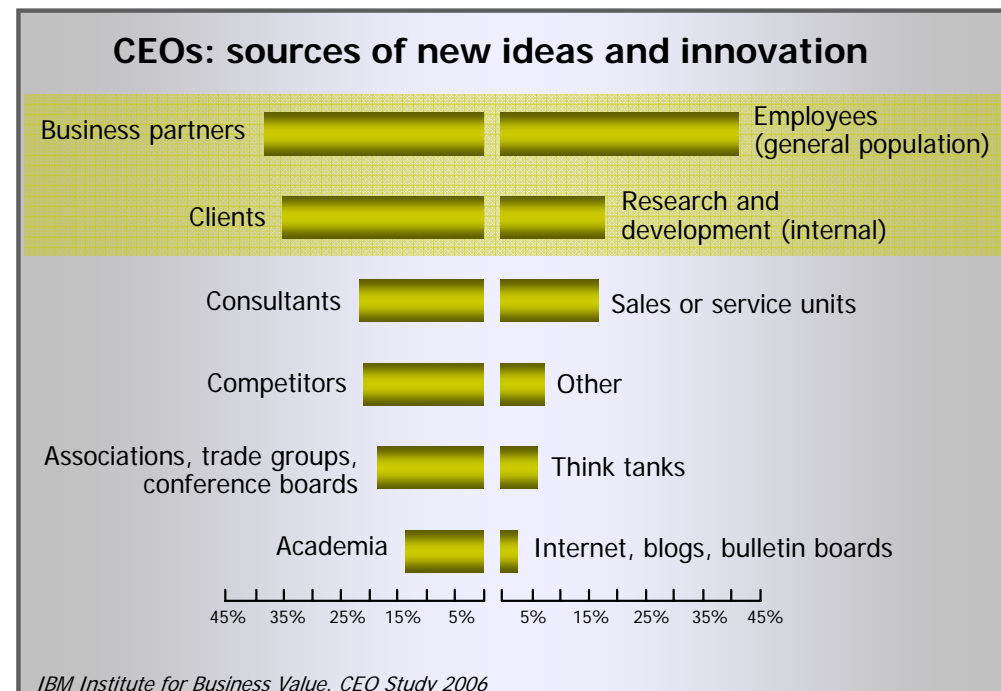 CEOs: sources of new ideas and innovation
Business partners
Employees
(general population)
Clients
Research and
development (internal)
Consultants
Sales or service units
Competitors
Other
Associations, trade groups,
conference boards
Think tanks
Academia
Internet, blogs, bulletin boards
45% 35% 25% 15% 5% 5% 15% 25% 35% 45%
IBM Institute for Business Value, CEO Study 2006